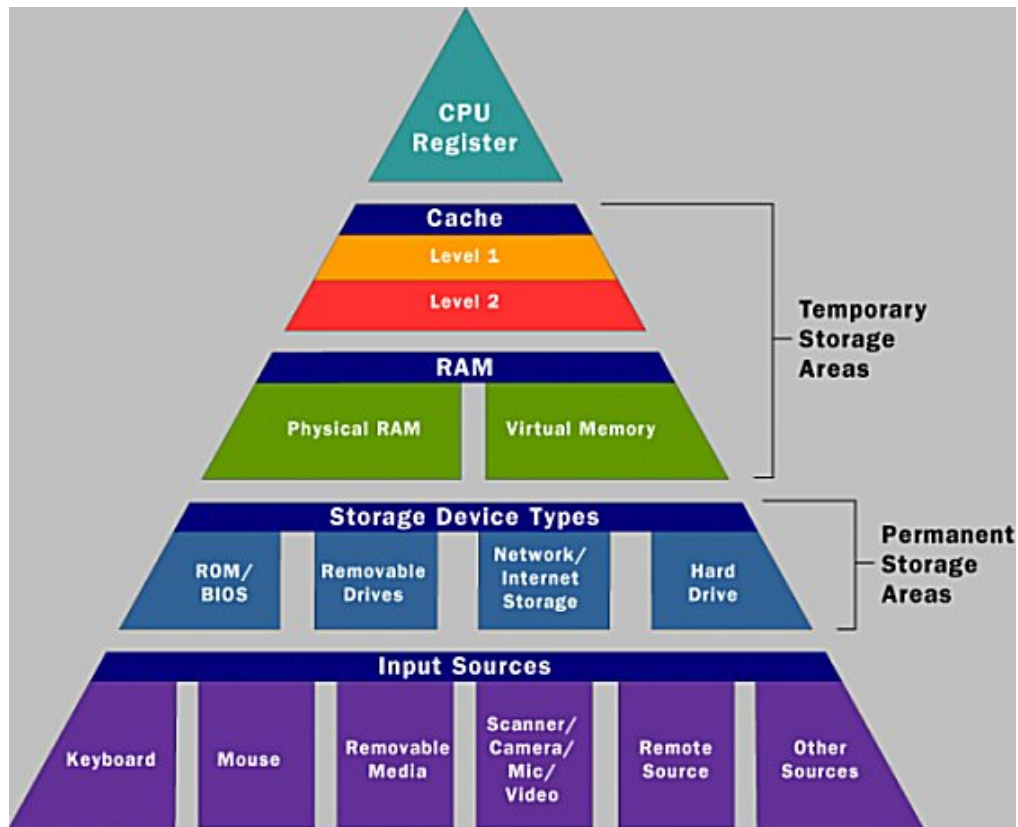 CPU
Register
Cache
Level 1
Level 2
Temporary
Storage
Areas
RAM
Physical RAM
Virtual Memory
Storage Device Types
ROM/
BIOS
Removable
Drives
Network/
Internet
Storage
Hard
Drive
Permanent
Storage
Areas
Input Sources
Keyboard
Mouse
Removable
Media
Scanner/
Camera/
Mic/
Video
Remote
Source
Other
Sources